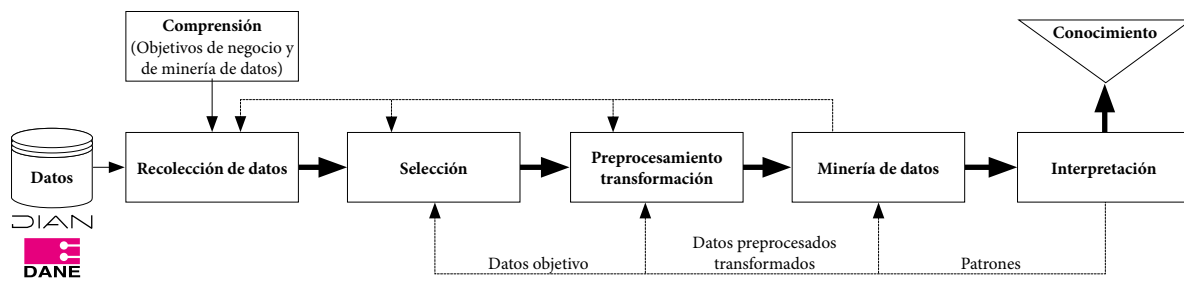 Comprensión
(Objetivos de negocio y
de minería de datos)
Conocimiento
Datos
Recolección de datos
Selección
Preprocesamiento
transformación
Minería de datos
Interpretación
DIAN
DANE
Datos objetivo
Datos preprocesados
transformados
Patrones